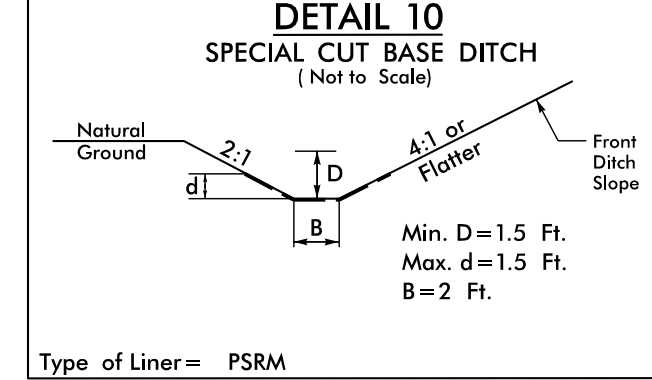 DETAIL 10
SPECIAL CUT BASE DITCH
( Not to Scale)
Natural
Ground
2:1
d
D
B
4:1 or
Flatter
Front
Ditch
Slope
Min. D=1.5 Ft.
Max. d=1.5 Ft.
B=2 Ft.
Type of Liner= PSRM